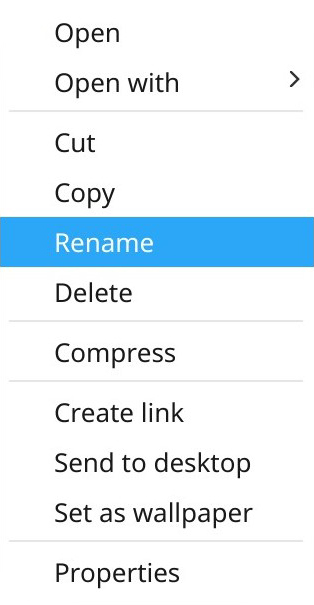 Open
Open with
Cut
Copy
Rename
Delete
Compress
Create link
Send to desktop
Set as wallpaper
Properties